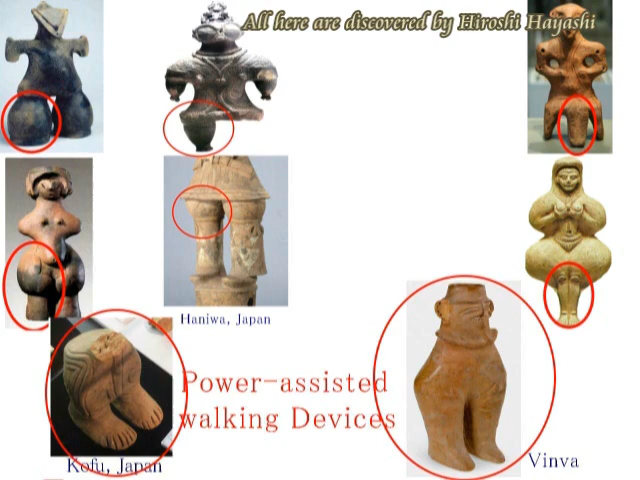 All here are discovered by Hiroshi Hayashi
Haniwa, Japan
Power-assisted
walking Devices
Kofu, Japan
Vinva